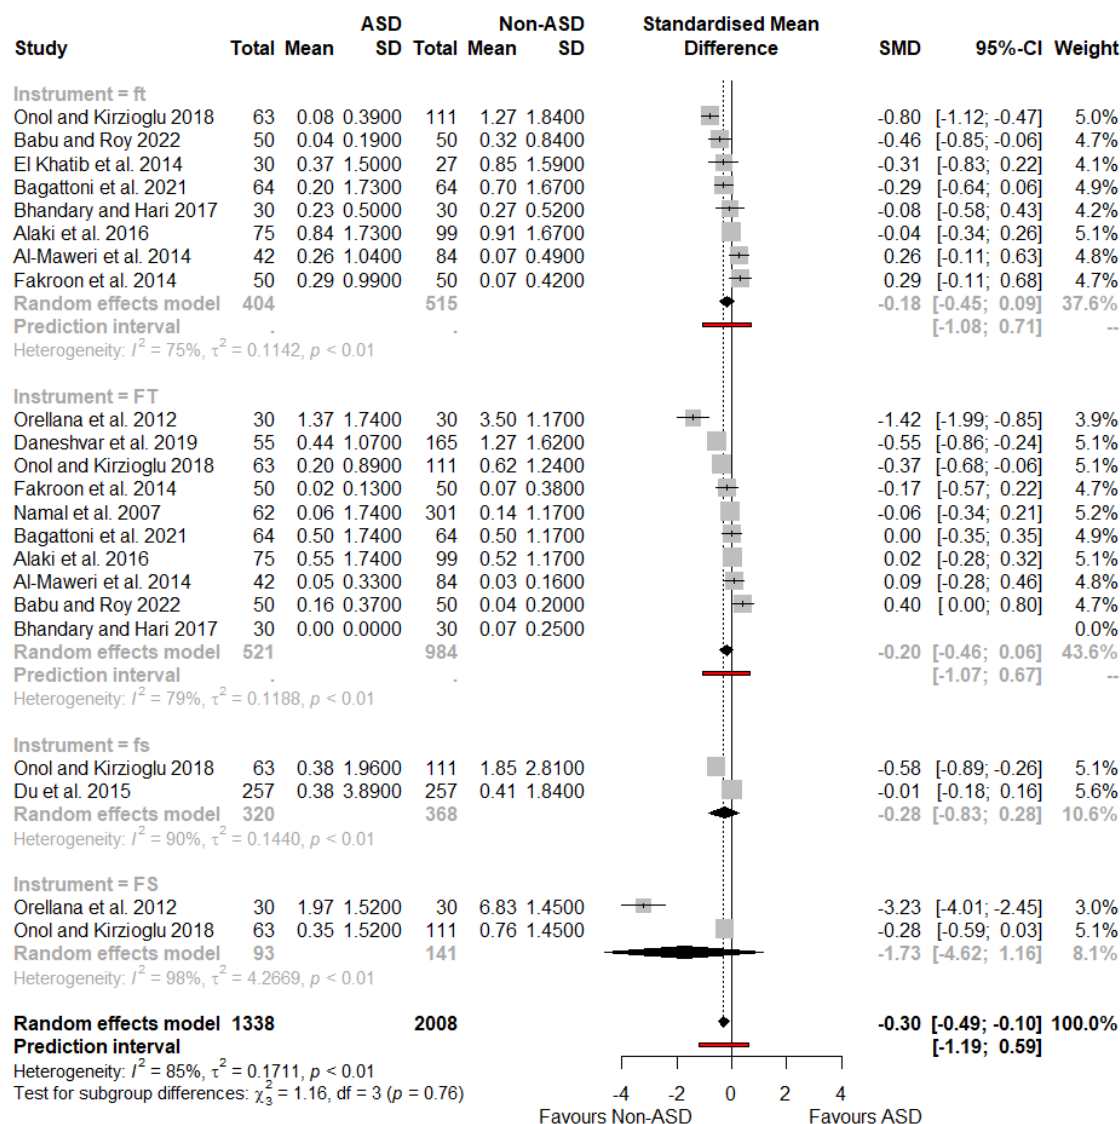 ASD Non-ASD Standardised Mean
Study Total Mean SD Total Mean SD Difference SMD 95%-CI Weight
Instrument = ft
Onol and Kirzioglu 2018 63 0.08 0.3900 111 1.27 1.8400 -0.80 [-1.12; -0.47] 5.0%
Babu and Roy 2022 50 0.04 0.1900 50 0.32 0.8400 -0.46 [-0.85; -0.06] 4.7%
El Khatib et al. 2014 30 0.37 1.5000 27 0.85 1.5900 -0.31 [-0.83; 0.22] 4.1%
Bagattoni et al. 2021 64 0.20 1.7300 64 0.70 1.6700 -0.29 [-0.64; 0.06] 4.9%
Bhandary and Hari 2017 30 0.23 0.5000 30 0.27 0.5200 -0.08 [-0.58; 0.43] 4.2%
Alaki et al. 2016 75 0.84 1.7300 99 0.91 1.6700 -0.04 [-0.34; 0.26] 5.1%
Al-Maweri et al. 2014 42 0.26 1.0400 84 0.07 0.4900 0.26 [-0.11; 0.63] 4.8%
Fakroon et al. 2014 50 0.29 0.9900 50 0.07 0.4200 0.29 [-0.11; 0.68] 4.7%
Random effects model 404 515 -0.18 [-0.45; 0.09] 37.6%
Prediction interval . . [-1.08; 0.71] --
Heterogeneity: I² = 75%, τ² = 0.1142, p < 0.01
Instrument = FT
Orellana et al. 2012 30 1.37 1.7400 30 3.50 1.1700 -1.42 [-1.99; -0.85] 3.9%
Daneshvar et al. 2019 55 0.44 1.0700 165 1.27 1.6200 -0.55 [-0.86; -0.24] 5.1%
Onol and Kirzioglu 2018 63 0.20 0.8900 111 0.62 1.2400 -0.37 [-0.68; -0.06] 5.1%
Fakroon et al. 2014 50 0.02 0.1300 50 0.07 0.3800 -0.17 [-0.57; 0.22] 4.7%
Namal et al. 2007 62 0.06 1.7400 301 0.14 1.1700 -0.06 [-0.34; 0.21] 5.2%
Bagattoni et al. 2021 64 0.50 1.7400 64 0.50 1.1700 0.00 [-0.35; 0.35] 4.9%
Alaki et al. 2016 75 0.55 1.7400 99 0.52 1.1700 0.02 [-0.28; 0.32] 5.1%
Al-Maweri et al. 2014 42 0.05 0.3300 84 0.03 0.1600 0.09 [-0.28; 0.46] 4.8%
Babu and Roy 2022 50 0.16 0.3700 50 0.04 0.2000 0.40 [ 0.00; 0.80] 4.7%
Bhandary and Hari 2017 30 0.00 0.0000 30 0.07 0.2500 0.0%
Random effects model 521 984 -0.20 [-0.46; 0.06] 43.6%
Prediction interval . . [-1.07; 0.67] --
Heterogeneity: I² = 79%, τ² = 0.1188, p < 0.01
Instrument = fs
Onol and Kirzioglu 2018 63 0.38 1.9600 111 1.85 2.8100 -0.58 [-0.89; -0.26] 5.1%
Du et al. 2015 257 0.38 3.8900 257 0.41 1.8400 -0.01 [-0.18; 0.16] 5.6%
Random effects model 320 368 -0.28 [-0.83; 0.28] 10.6%
Heterogeneity: I² = 90%, τ² = 0.1440, p < 0.01
Instrument = FS
Orellana et al. 2012 30 1.97 1.5200 30 6.83 1.4500 -3.23 [-4.01; -2.45] 3.0%
Onol and Kirzioglu 2018 63 0.35 1.5200 111 0.76 1.4500 -0.28 [-0.59; 0.03] 5.1%
Random effects model 93 141 -1.73 [-4.62; 1.16] 8.1%
Heterogeneity: I² = 98%, τ² = 4.2669, p < 0.01
Random effects model 1338 2008 -0.30 [-0.49; -0.10] 100.0%
Prediction interval [-1.19; 0.59]
Heterogeneity: I² = 85%, τ² = 0.1711, p < 0.01
Test for subgroup differences: χ²₃ = 1.16, df = 3 (p = 0.76)
-4 -2 0 2 4
Favours Non-ASD Favours ASD